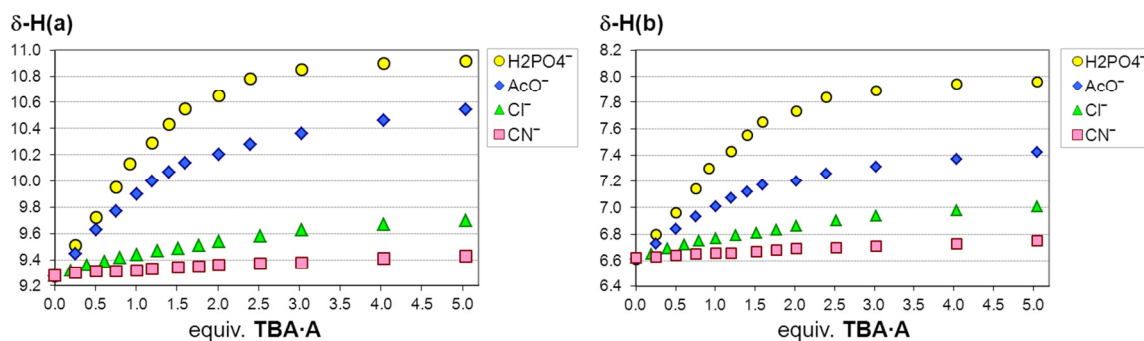 δ-H(a)
11.0
10.8
10.6
10.4
10.2
10.0
9.8
9.6
9.4
9.2
0.0 0.5 1.0 1.5 2.0 2.5 3.0 3.5 4.0 4.5 5.0
equiv. TBA·A
H2PO4⁻
AcO⁻
Cl⁻
CN⁻
δ-H(b)
8.2
8.0
7.8
7.6
7.4
7.2
7.0
6.8
6.6
6.4
0.0 0.5 1.0 1.5 2.0 2.5 3.0 3.5 4.0 4.5 5.0
equiv. TBA·A
H2PO4⁻
AcO⁻
Cl⁻
CN⁻